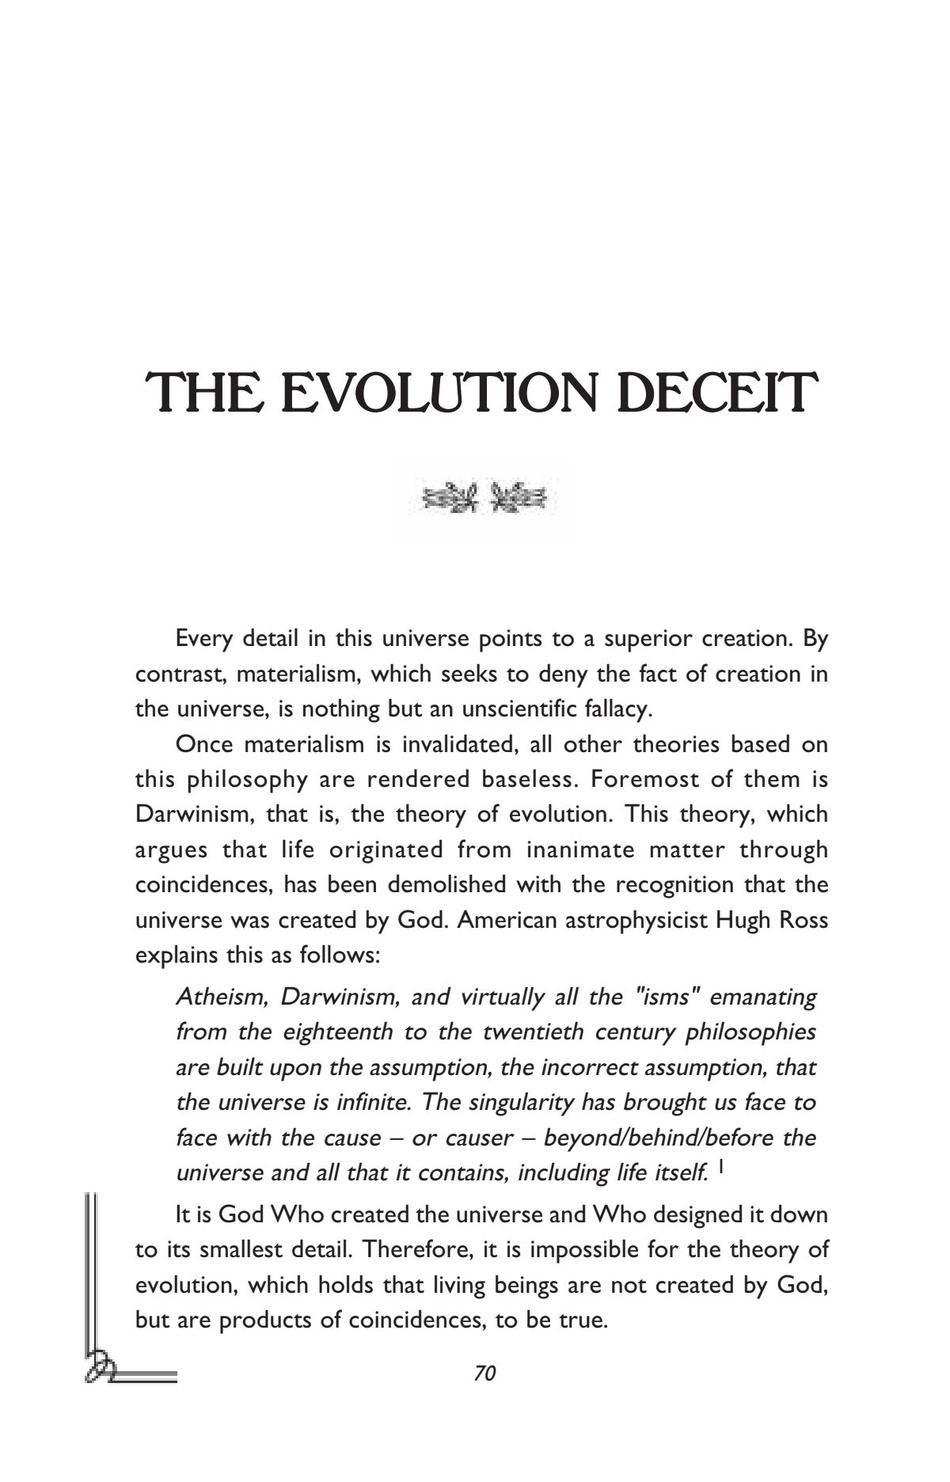 THE EVOLUTION DECEIT
Every detail in this universe points to a superior creation. By
contrast, materialism, which seeks to deny the fact of creation in
the universe, is nothing but an unscientific fallacy.
Once materialism is invalidated, all other theories based on
this philosophy are rendered baseless. Foremost of them is
Darwinism, that is, the theory of evolution. This theory, which
argues that life originated from inanimate matter through
coincidences, has been demolished with the recognition that the
universe was created by God. American astrophysicist Hugh Ross
explains this as follows:
Atheism, Darwinism, and virtually all the "isms" emanating
from the eighteenth to the twentieth century philosophies
are built upon the assumption, the incorrect assumption, that
the universe is infinite. The singularity has brought us face to
face with the cause – or causer – beyond/behind/before the
universe and all that it contains, including life itself. 1
It is God Who created the universe and Who designed it down
to its smallest detail. Therefore, it is impossible for the theory of
evolution, which holds that living beings are not created by God,
but are products of coincidences, to be true.
70